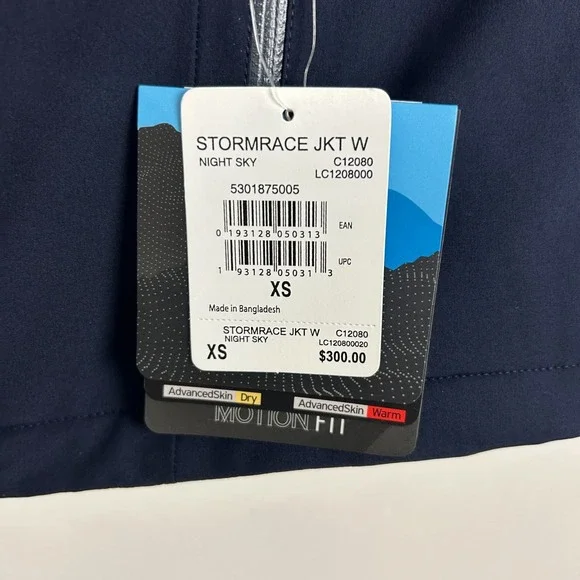 STORMRACE JKT W
NIGHT SKY C12080
LC1208000
5301875005
0 193128 050313 EAN
1 93128 05031 3 UPC
XS
Made in Bangladesh
STORMRACE JKT W C12080
NIGHT SKY LC120800020
XS $300.00
AdvancedSkin Dry
AdvancedSkin Warm
MOTION FIT